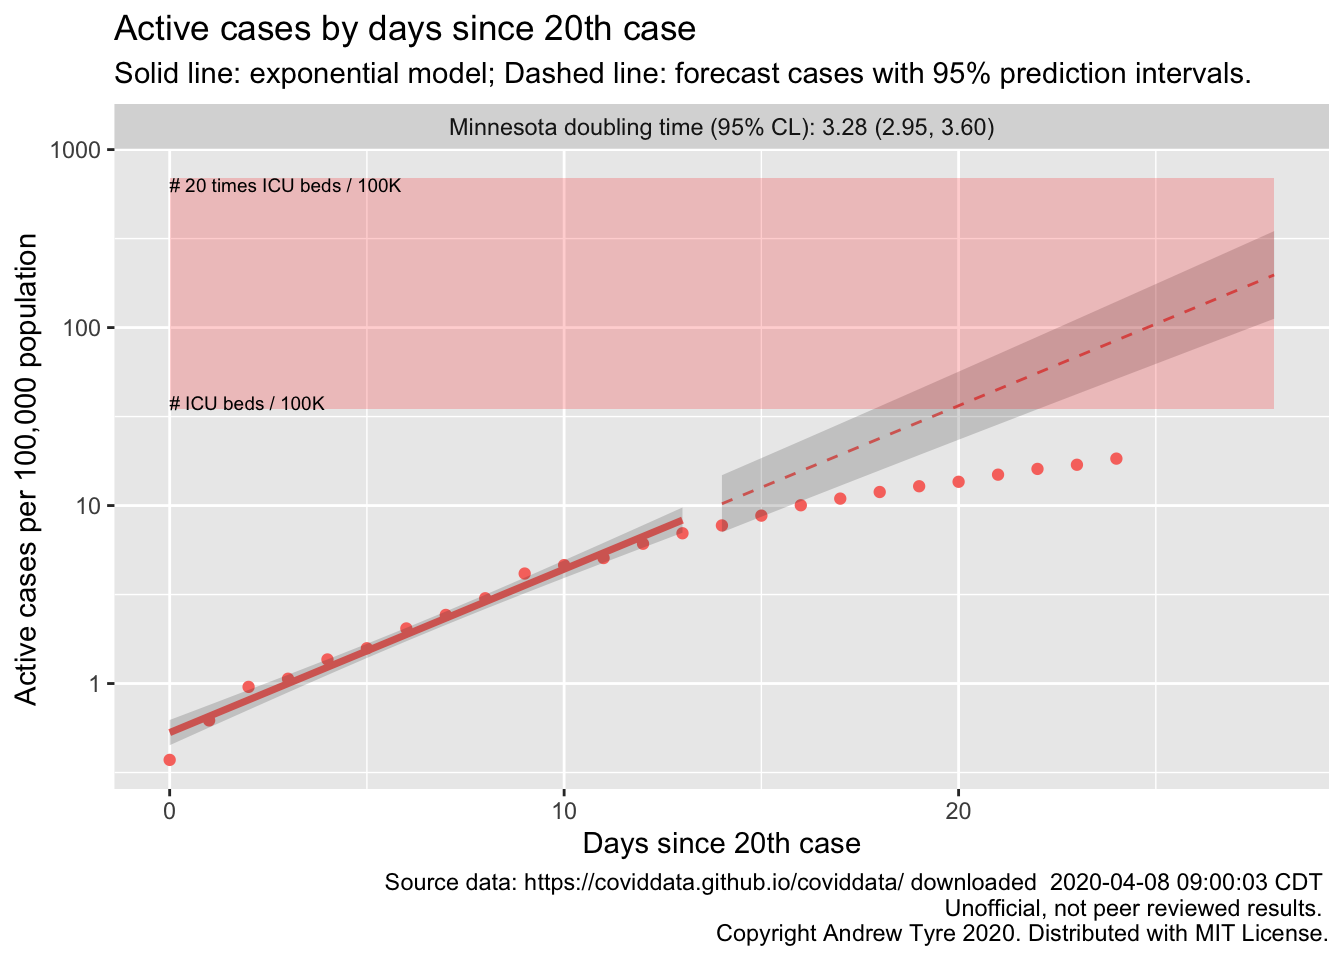 Active cases by days since 20th case
Solid line: exponential model; Dashed line: forecast cases with 95% prediction intervals.
Minnesota doubling time (95% CL): 3.28 (2.95, 3.60)
1000
# 20 times ICU beds / 100K
100
# ICU beds / 100K
10
1
Active cases per 100,000 population
0
10
20
Days since 20th case
Source data: https://coviddata.github.io/coviddata/ downloaded  2020-04-08 09:00:03 CDT
Unofficial, not peer reviewed results.
Copyright Andrew Tyre 2020. Distributed with MIT License.